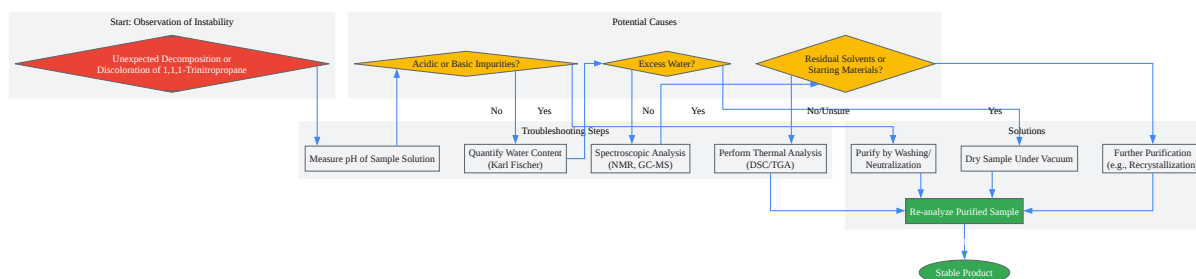 Start: Observation of Instability
Potential Causes
Unexpected Decomposition or
Discoloration of 1,1,1-Trinitropropane
Acidic or Basic Impurities?
Excess Water?
Residual Solvents or
Starting Materials?
No
Yes
No
Yes
No/Unsure
Yes
Troubleshooting Steps
Solutions
Measure pH of Sample Solution
Quantify Water Content
(Karl Fischer)
Spectroscopic Analysis
(NMR, GC-MS)
Perform Thermal Analysis
(DSC/TGA)
Purify by Washing/
Neutralization
Dry Sample Under Vacuum
Further Purification
(e.g., Recrystallization)
Re-analyze Purified Sample
Stable Product